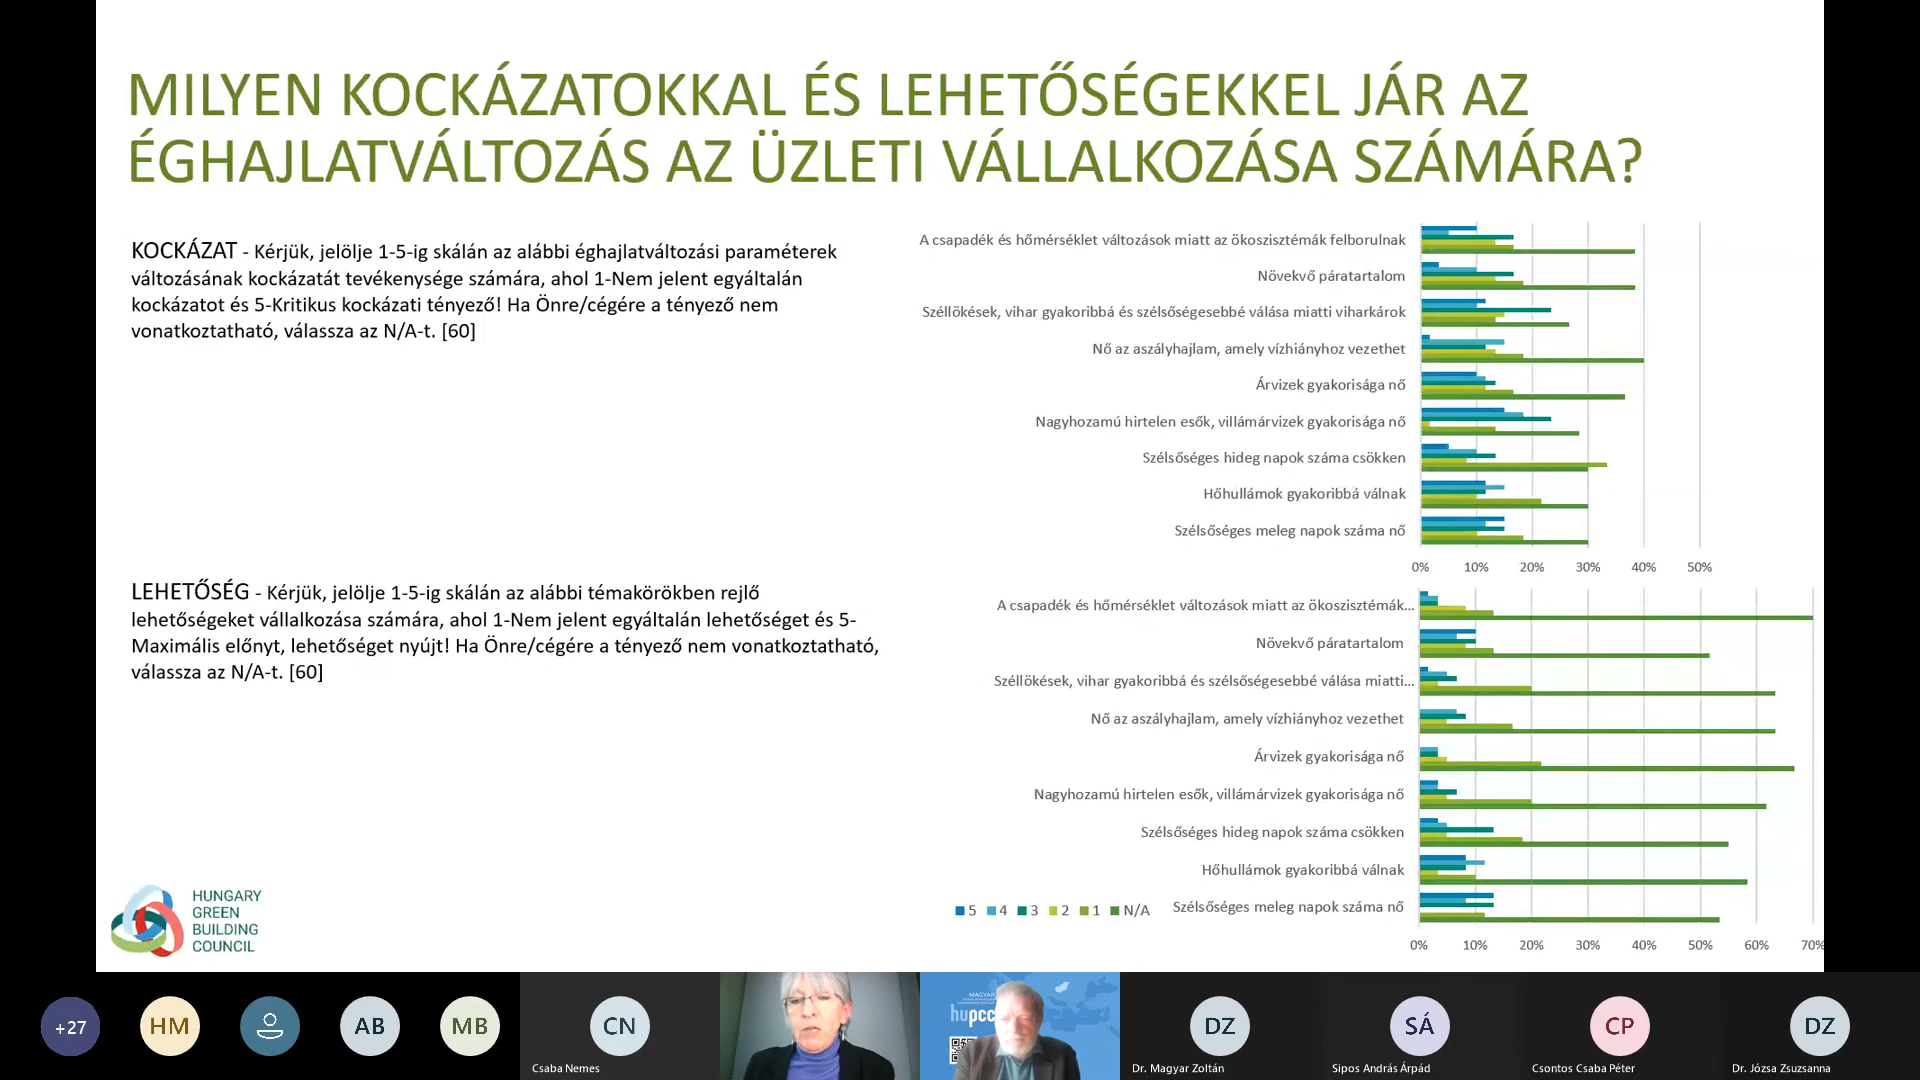 MILYEN KOCKÁZATOKKAL ÉS LEHETŐSÉGEKKEL JÁR AZ
ÉGHAJLATVÁLTOZÁS AZ ÜZLETI VÁLLALKOZÁSA SZÁMÁRA?
KOCKÁZAT - Kérjük, jelölje 1-5-ig skálán az alábbi éghajlatváltozási paraméterek
változásának kockázatát tevékenysége számára, ahol 1-Nem jelent egyáltalán
kockázatot és 5-Kritikus kockázati tényező! Ha Önre/cégére a tényező nem
vonatkoztatható, válassza az N/A-t. [60]
A csapadék és hőmérséklet változások miatt az ökoszisztémák felborulnak
Növekvő páratartalom
Széllökések, vihar gyakoribbá és szélsőségesebbé válása miatti viharkárok
Nő az aszályhajlam, amely vízhiányhoz vezethet
Árvizek gyakorisága nő
Nagyhozamú hirtelen esők, villámárvizek gyakorisága nő
Szélsőséges hideg napok száma csökken
Hőhullámok gyakoribbá válnak
Szélsőséges meleg napok száma nő
0% 10% 20% 30% 40% 50%
LEHETŐSÉG - Kérjük, jelölje 1-5-ig skálán az alábbi témakörökben rejlő
lehetőségeket vállalkozása számára, ahol 1-Nem jelent egyáltalán lehetőséget és 5-
Maximális előnyt, lehetőséget nyújt! Ha Önre/cégére a tényező nem vonatkoztatható,
válassza az N/A-t. [60]
A csapadék és hőmérséklet változások miatt az ökoszisztémák...
Növekvő páratartalom
Széllökések, vihar gyakoribbá és szélsőségesebbé válása miatti...
Nő az aszályhajlam, amely vízhiányhoz vezethet
Árvizek gyakorisága nő
Nagyhozamú hirtelen esők, villámárvizek gyakorisága nő
Szélsőséges hideg napok száma csökken
Hőhullámok gyakoribbá válnak
Szélsőséges meleg napok száma nő
5 4 3 2 1 N/A
0% 10% 20% 30% 40% 50% 60% 70%
HUNGARY
GREEN
BUILDING
COUNCIL
+27
HM
AB
MB
CN
Csaba Nemes
MAGYAR
hupcc
DZ
Dr. Magyar Zoltán
SÁ
Sipos András Árpád
CP
Csontos Csaba Péter
DZ
Dr. Józsa Zsuzsanna